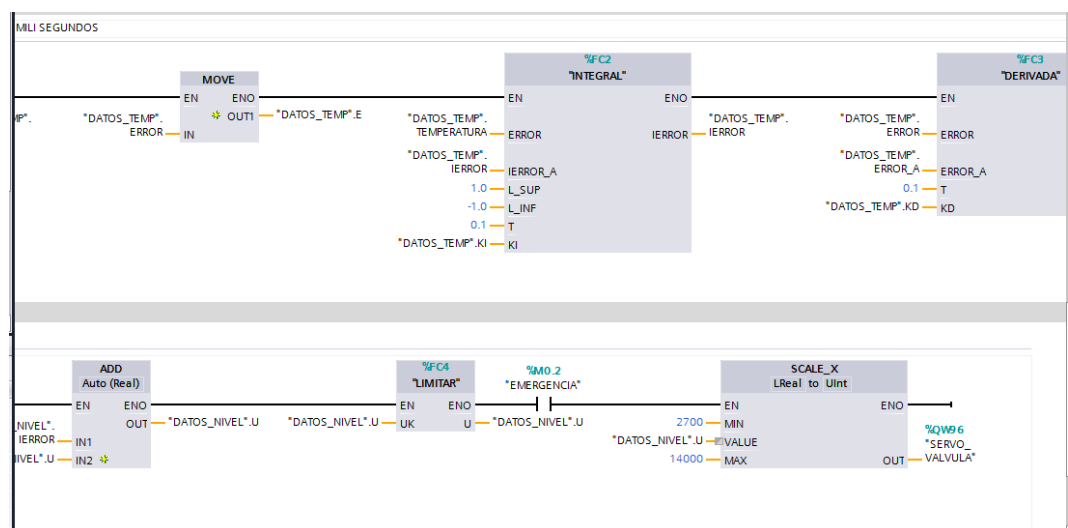 MILI SEGUNDOS
%FC2
%FC3
MOVE
"INTEGRAL"
"DERIVADA"
EN ENO
EN ENO
EN
"DATOS_TEMP".
ERROR
IN
OUT1
"DATOS_TEMP".E
"DATOS_TEMP".
TEMPERATURA
ERROR
IERROR
"DATOS_TEMP".
IERROR
"DATOS_TEMP".
IERROR
IERROR_A
1.0
L_SUP
-1.0
L_INF
0.1
T
"DATOS_TEMP".KI
KI
"DATOS_TEMP".
ERROR
ERROR
"DATOS_TEMP".
ERROR_A
ERROR_A
0.1
T
"DATOS_TEMP".KD
KD
ADD
Auto (Real)
%FC4
"LIMITAR"
%M0.2
"EMERGENCIA"
SCALE_X
LReal to UInt
EN ENO
EN ENO
EN ENO
NIVEL".
IERROR
IN1
OUT
"DATOS_NIVEL".U
IVEL".U
IN2
"DATOS_NIVEL".U
UK
U
"DATOS_NIVEL".U
2700
MIN
"DATOS_NIVEL".U
VALUE
14000
MAX
OUT
%QW96
"SERVO_
VALVULA"